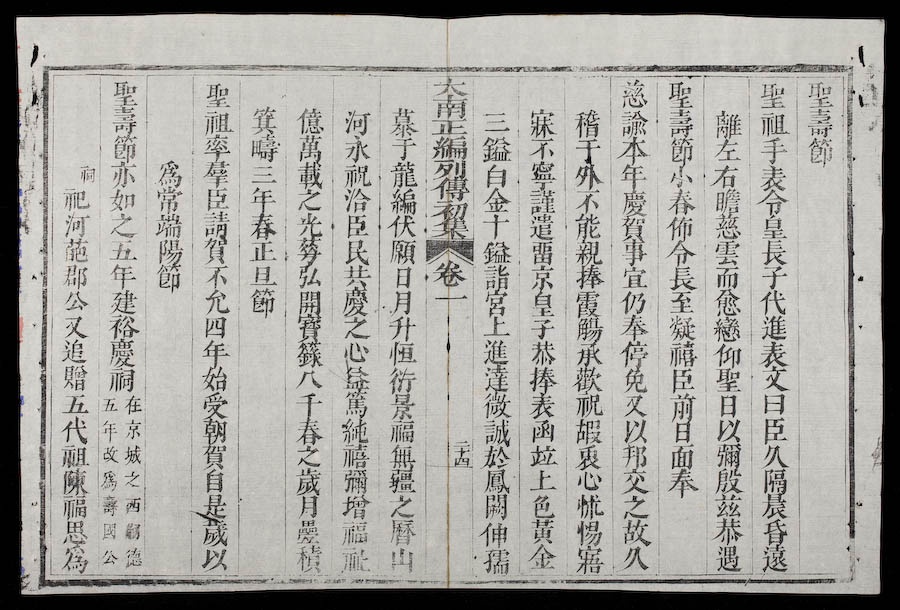 聖壽節
聖祖手表令皇長子代進表文曰臣久隔晨昏遠
離左右瞻慈雲而愈戀仰聖日以彌殷兹恭遇
聖壽節小春佈令長至凝禧臣前日面奉
慈諭本年慶賀事宜仍奉停免又以邦交之故久
稽于外不能親捧霞觴承歡祝嘏衷心怵惕寤
寐不寧謹遣畱京皇子恭捧表函竝上色黃金
三鎰白金十鎰詣宮上進達微誠於鳳闕伸孺
大南正編列傳初集 卷一 二十四
慕于龍編伏願日月升恒衍景福無疆之曆山
河永祝洽臣民共慶之心益篤純禧彌增福祉
億萬載之光蕚弘開寶籙八千春之歲月疊積
箕疇三年春正旦節
聖祖率羣臣請賀不允四年始受朝賀自是歲以
爲常端陽節
聖壽節亦如之五年建裕慶祠在京城之西嗣德五年改爲壽國公
祠祀河葩郡公又追贈五代祖陳福思爲